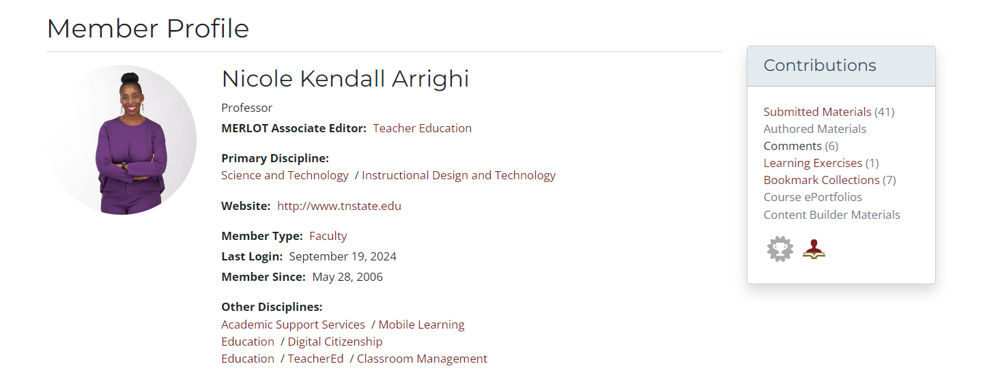 Member Profile
Nicole Kendall Arrighi
Professor
MERLOT Associate Editor: Teacher Education
Primary Discipline:
Science and Technology / Instructional Design and Technology
Website: http://www.tnstate.edu
Member Type: Faculty
Last Login: September 19, 2024
Member Since: May 28, 2006
Other Disciplines:
Academic Support Services / Mobile Learning
Education / Digital Citizenship
Education / TeacherEd / Classroom Management
Contributions
Submitted Materials (41)
Authored Materials
Comments (6)
Learning Exercises (1)
Bookmark Collections (7)
Course ePortfolios
Content Builder Materials